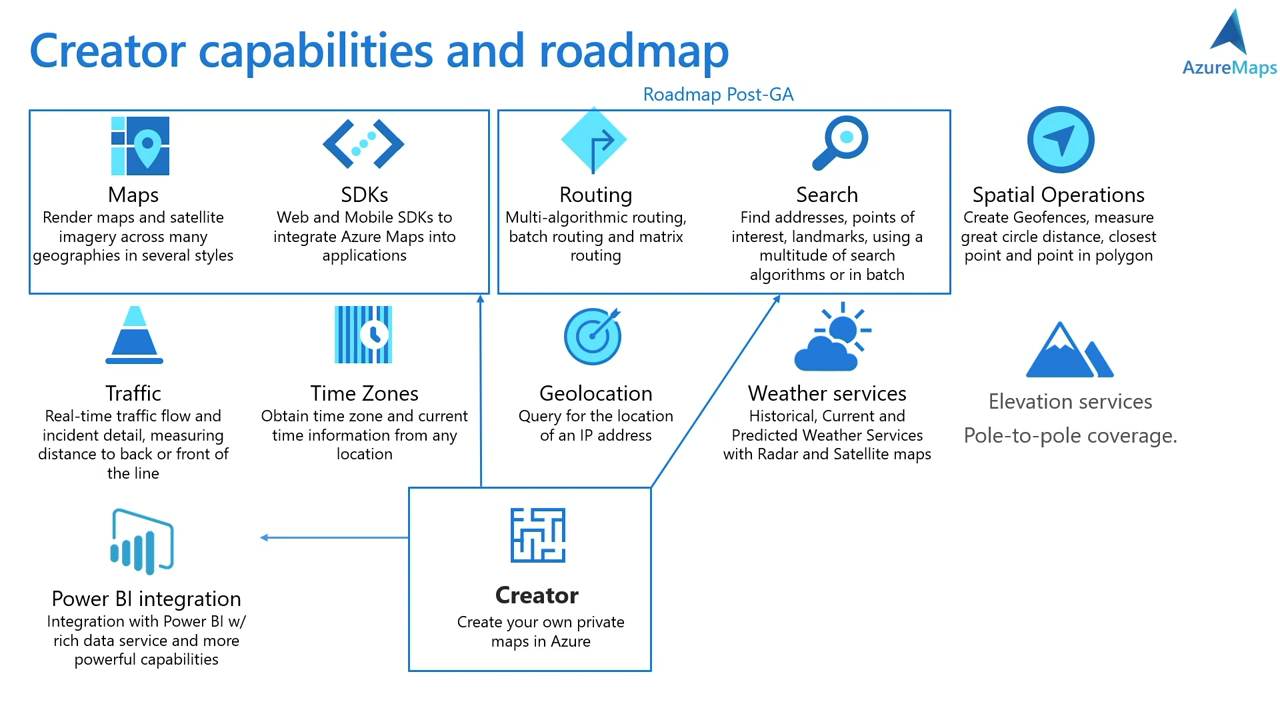 Creator capabilities and roadmap
AzureMaps
Roadmap Post-GA
Maps
Render maps and satellite
imagery across many
geographies in several styles
SDKs
Web and Mobile SDKs to
integrate Azure Maps into
applications
Routing
Multi-algorithmic routing,
batch routing and matrix
routing
Search
Find addresses, points of
interest, landmarks, using a
multitude of search
algorithms or in batch
Spatial Operations
Create Geofences, measure
great circle distance, closest
point and point in polygon
Traffic
Real-time traffic flow and
incident detail, measuring
distance to back or front of
the line
Time Zones
Obtain time zone and current
time information from any
location
Geolocation
Query for the location
of an IP address
Weather services
Historical, Current and
Predicted Weather Services
with Radar and Satellite maps
Elevation services
Pole-to-pole coverage.
Power BI integration
Integration with Power BI w/
rich data service and more
powerful capabilities
Creator
Create your own private
maps in Azure